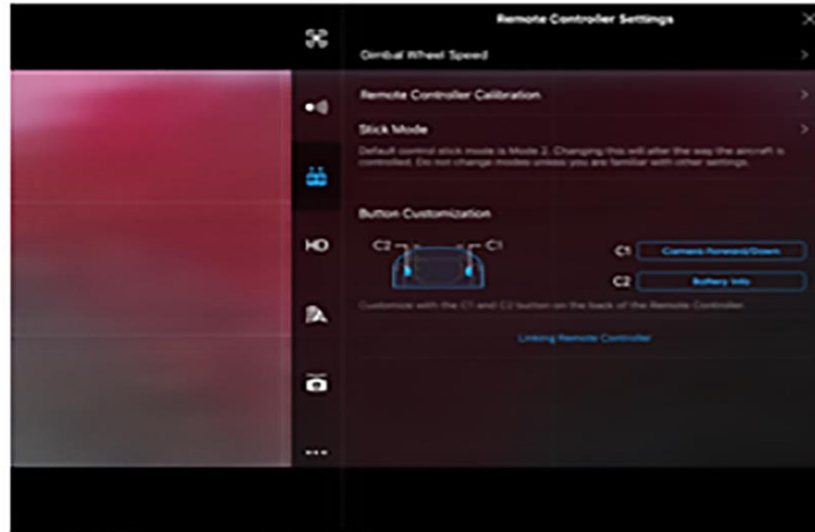 Remote Controller Settings
Gimbal Wheel Speed
Remote Controller Calibration
Stick Mode
Default control stick mode is Mode 2. Changing this will alter the way the aircraft is
controlled. Do not change modes unless you are familiar with other settings.
Button Customization
C2 C1
C1 Camera Forward/Down
C2 Battery Info
HD
Customize with the C1 and C2 button on the back of the Remote Controller.
Linking Remote Controller